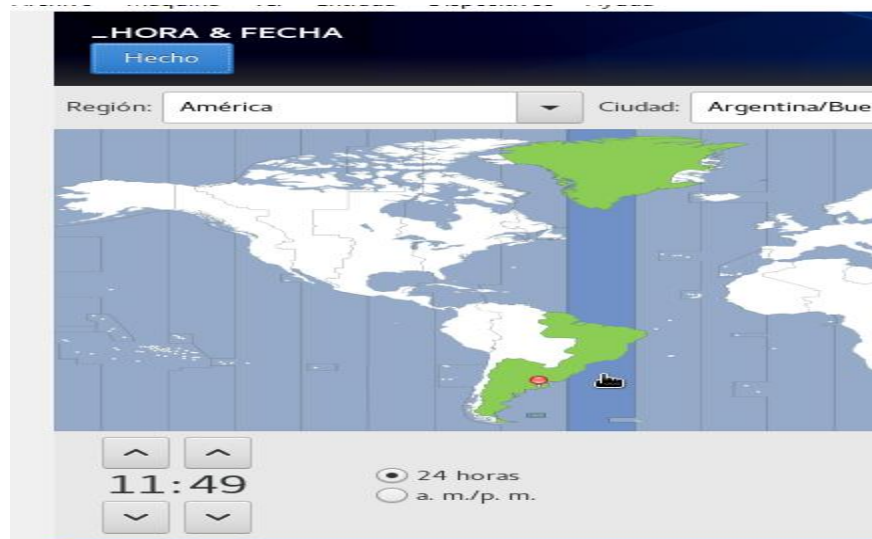 _HORA & FECHA
Hecho
Región: América Ciudad: Argentina/Bue
11:49
24 horas
a. m./p. m.